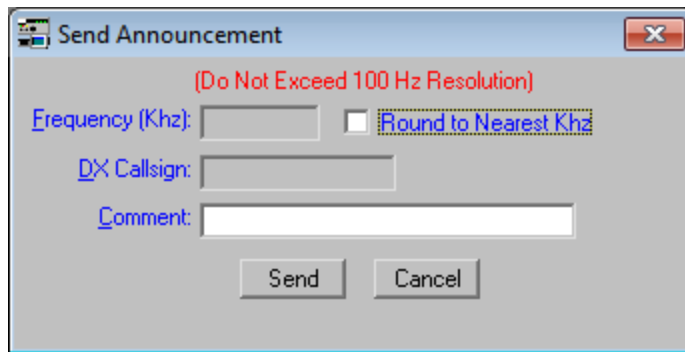 Send Announcement
(Do Not Exceed 100 Hz Resolution)
Frequency (Khz): Round to Nearest Khz
DX Callsign:
Comment:
Send Cancel